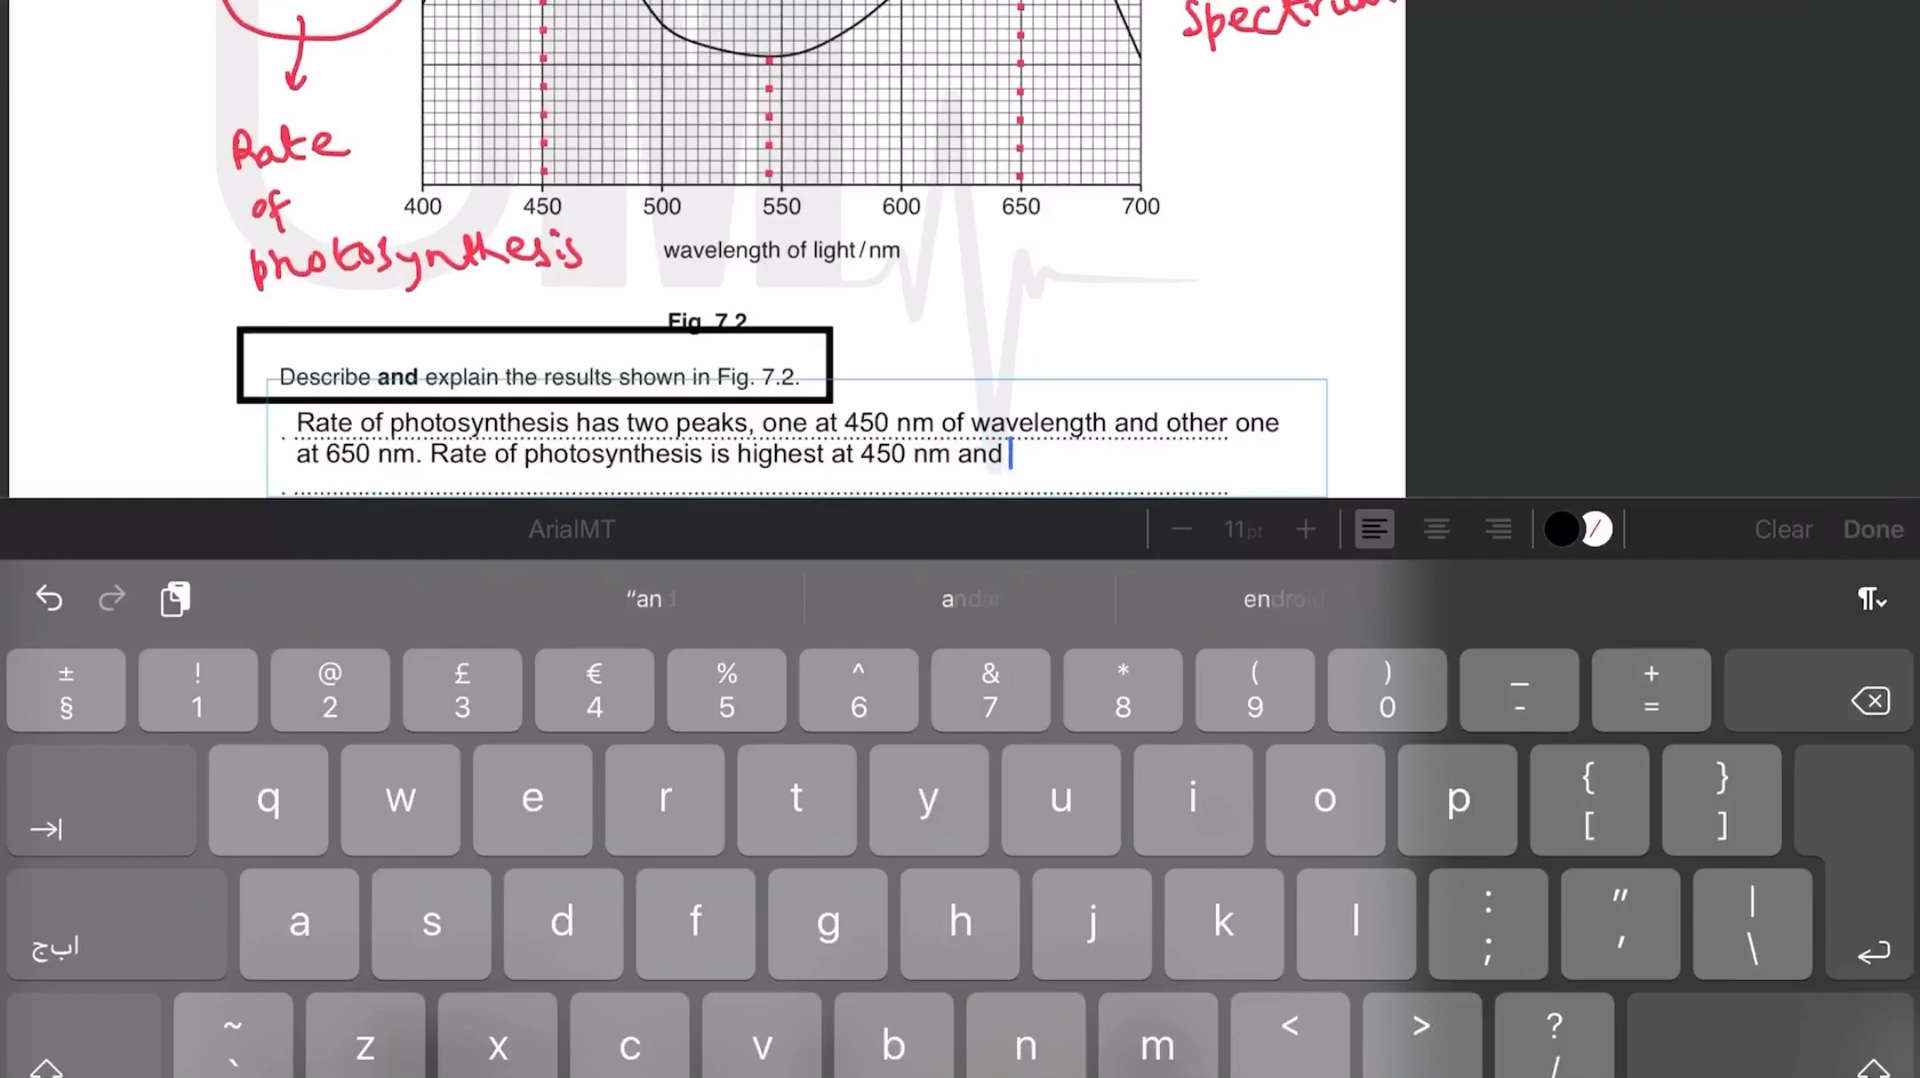 Spectrum
Rate
of
photosynthesis
400 450 500 550 600 650 700
wavelength of light/nm
Fig. 7.2
Describe and explain the results shown in Fig. 7.2.
Rate of photosynthesis has two peaks, one at 450 nm of wavelength and other one
at 650 nm. Rate of photosynthesis is highest at 450 nm and
ArialMT
− 11pt +
Clear Done
“and andar endroid
± ! @ £ € % ^ & * ( ) _ +
§ 1 2 3 4 5 6 7 8 9 0 - =
q w e r t y u i o p { }
[ ]
ابج a s d f g h j k l : " |
; ' \
~ z x c v b n m < > ?
` /